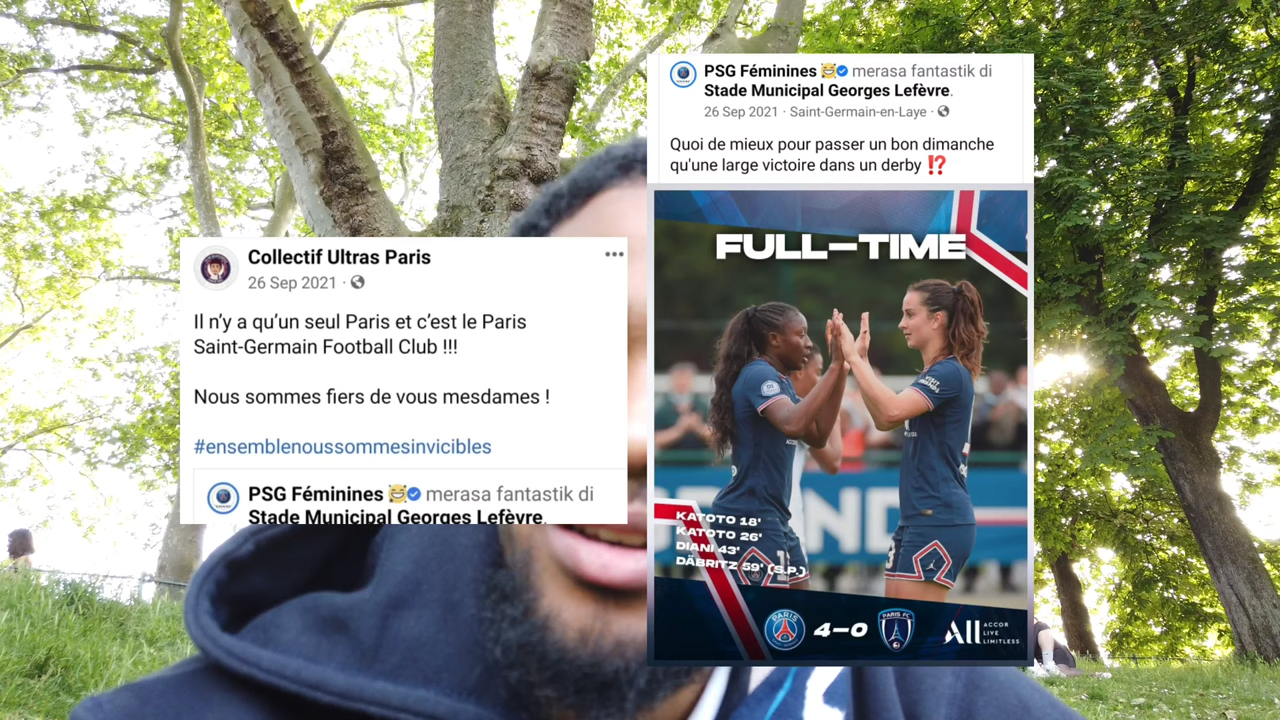 Collectif Ultras Paris
26 Sep 2021 ·
Il n’y a qu’un seul Paris et c’est le Paris
Saint-Germain Football Club !!!
Nous sommes fiers de vous mesdames !
#ensemblenoussommesinvicibles
PSG Féminines merasa fantastik di
Stade Municipal Georges Lefèvre.
PSG Féminines merasa fantastik di
Stade Municipal Georges Lefèvre.
26 Sep 2021 · Saint-Germain-en-Laye ·
Quoi de mieux pour passer un bon dimanche
qu'une large victoire dans un derby ⁉️
FULL-TIME
KATOTO 18'
KATOTO 26'
DIANI 43'
DÄBRITZ 59' (S.P.)
PARIS
4-0
PARIS FC
ALL ACCOR
LIVE
LIMITLESS